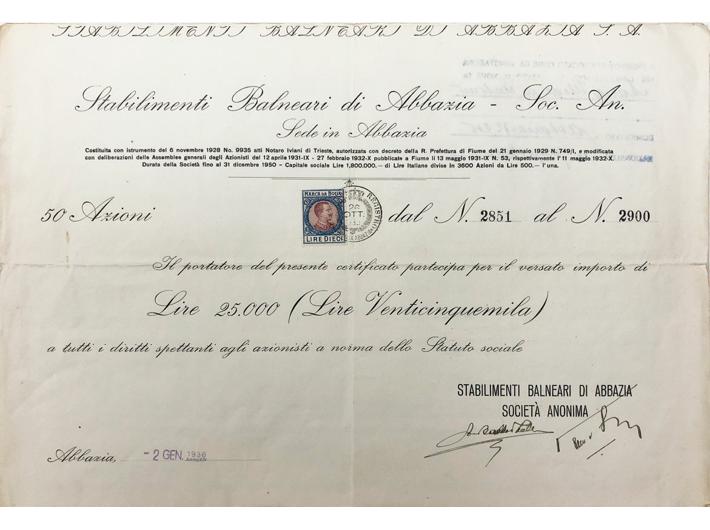 STABILIMENTI BALNEARI DI ABBAZIA S. A.
Stabilimenti Balneari di Abbazia - Soc. An.
Sede in Abbazia
Costituita con istrumento del 6 novembre 1928 No. 9935 atti Notaro Iviani di Trieste, autorizzata con decreto della R. Prefettura di Fiume del 21 gennaio 1929 N. 749/I, e modificata
con deliberazioni delle Assemblee generali degli Azionisti del 12 aprile 1931-IX - 27 febbraio 1932-X pubblicate a Fiume li 13 maggio 1931-IX N. 53, rispettivamente l'11 maggio 1932-X.
Durata della Società fino al 31 dicembre 1950 - Capitale sociale Lire 1,800.000.— di Lire Italiane divise in 3600 Azioni da Lire 500.— l'una.
MARCA DA BOLLO
LIRE DIECI
REGISTRO
26
OTT.
50 Azioni dal N. 2851 al N. 2900
Il portatore del presente certificato partecipa per il versato importo di
Lire 25.000 (Lire Venticinquemila)
a tutti i diritti spettanti agli azionisti a norma dello Statuto sociale
STABILIMENTI BALNEARI DI ABBAZIA
SOCIETÀ ANONIMA
Abbazia, - 2 GEN. 1936